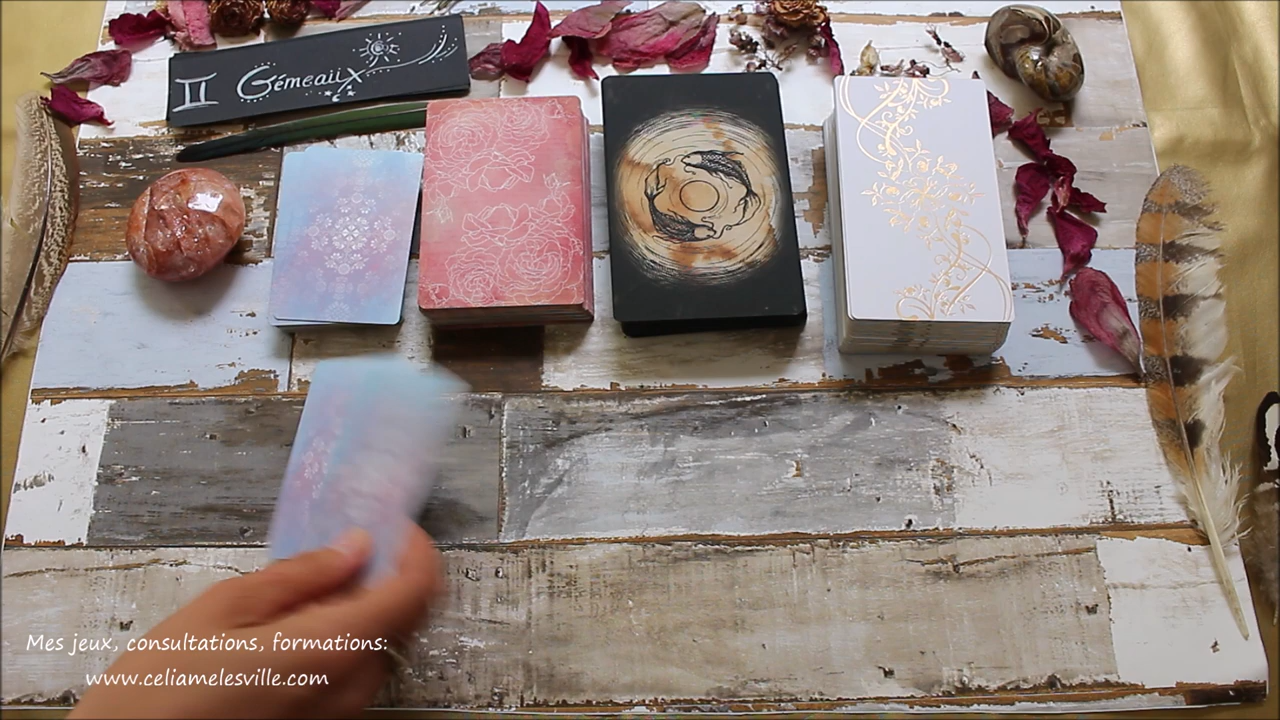 ♊ Gémeaux
Mes jeux, consultations, formations:
www.celiamelesville.com